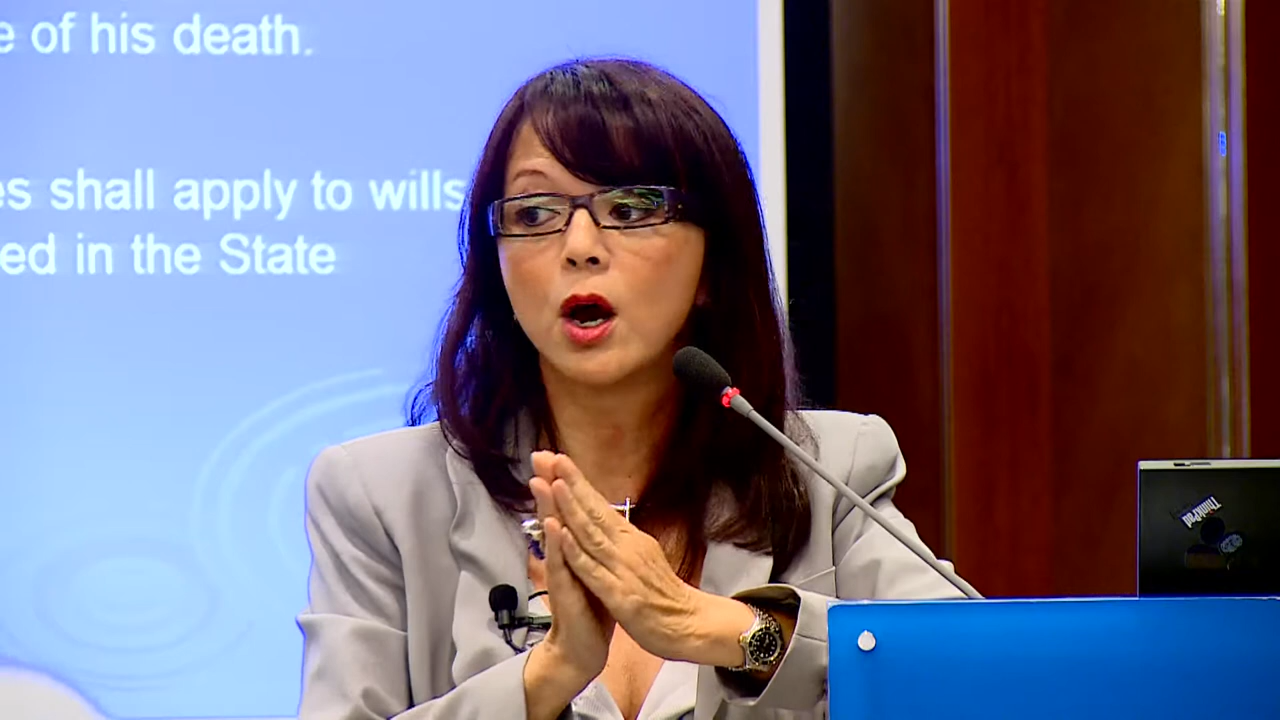 e of his death.
es shall apply to wills
ed in the State
ThinkPad